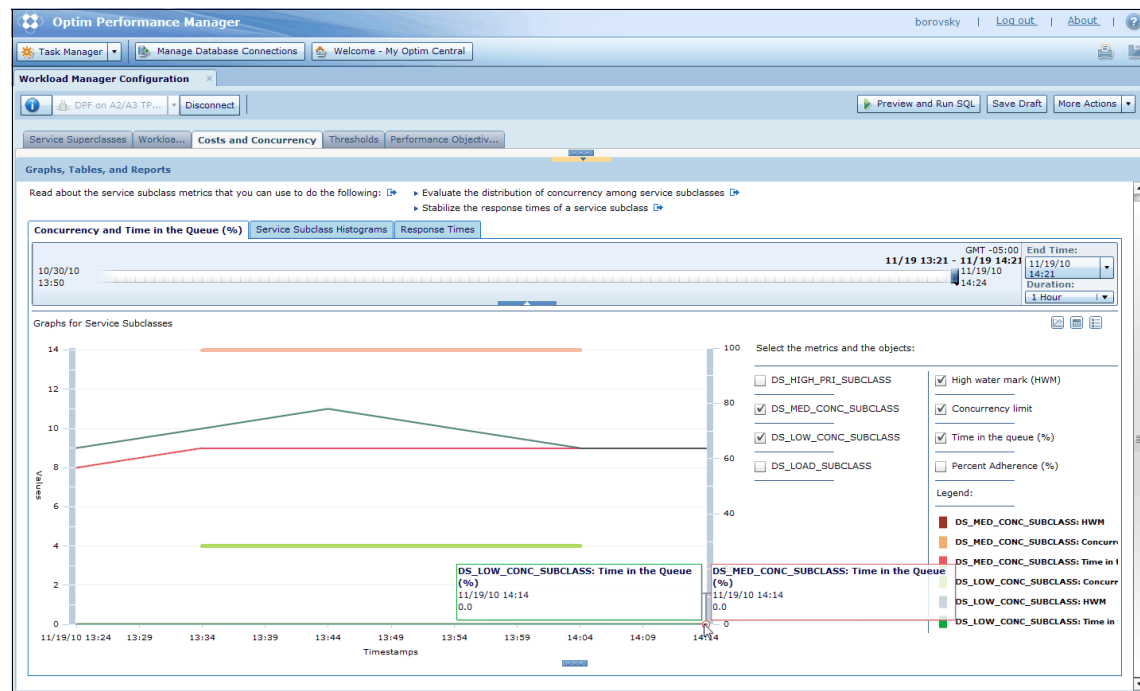 Optim Performance Manager
borovsky | Log out | About | ?
Task Manager Manage Database Connections Welcome - My Optim Central
Workload Manager Configuration ×
DPF on A2/A3 TP... Disconnect Preview and Run SQL Save Draft More Actions
Service Superclasses Workloa... Costs and Concurrency Thresholds Performance Objectiv...
Graphs, Tables, and Reports
Read about the service subclass metrics that you can use to do the following: Evaluate the distribution of concurrency among service subclasses
Stabilize the response times of a service subclass
Concurrency and Time in the Queue (%) Service Subclass Histograms Response Times
GMT -05:00 End Time:
11/19 13:21 - 11/19 14:21 11/19/10
10/30/10 11/19/10 14:21
13:50 14:24 Duration:
1 Hour
Graphs for Service Subclasses
14 100 Select the metrics and the objects:
DS_HIGH_PRI_SUBCLASS High water mark (HWM)
12
80 DS_MED_CONC_SUBCLASS Concurrency limit
10
DS_LOW_CONC_SUBCLASS Time in the queue (%)
8 60 DS_LOAD_SUBCLASS Percent Adherence (%)
Values
Legend:
6
40
DS_MED_CONC_SUBCLASS: HWM
4 DS_MED_CONC_SUBCLASS: Concurr
DS_LOW_CONC_SUBCLASS: Time in the Queue DS_MED_CONC_SUBCLASS: Time in the Queue DS_MED_CONC_SUBCLASS: Time in t
(%) (%) DS_LOW_CONC_SUBCLASS: Concurr
2 11/19/10 14:14 11/19/10 14:14
0.0 0.0 DS_LOW_CONC_SUBCLASS: HWM
0 0 DS_LOW_CONC_SUBCLASS: Time in
11/19/10 13:24 13:29 13:34 13:39 13:44 13:49 13:54 13:59 14:04 14:09 14:14
Timestamps